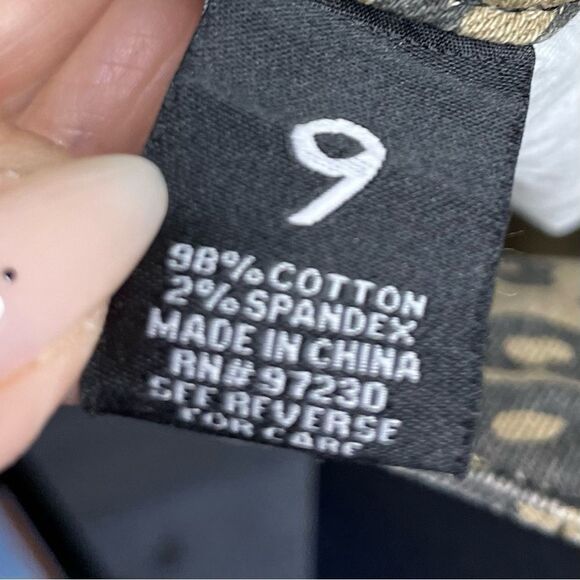 9
98% COTTON
2% SPANDEX
MADE IN CHINA
RN# 97230
SEE REVERSE
FOR CARE